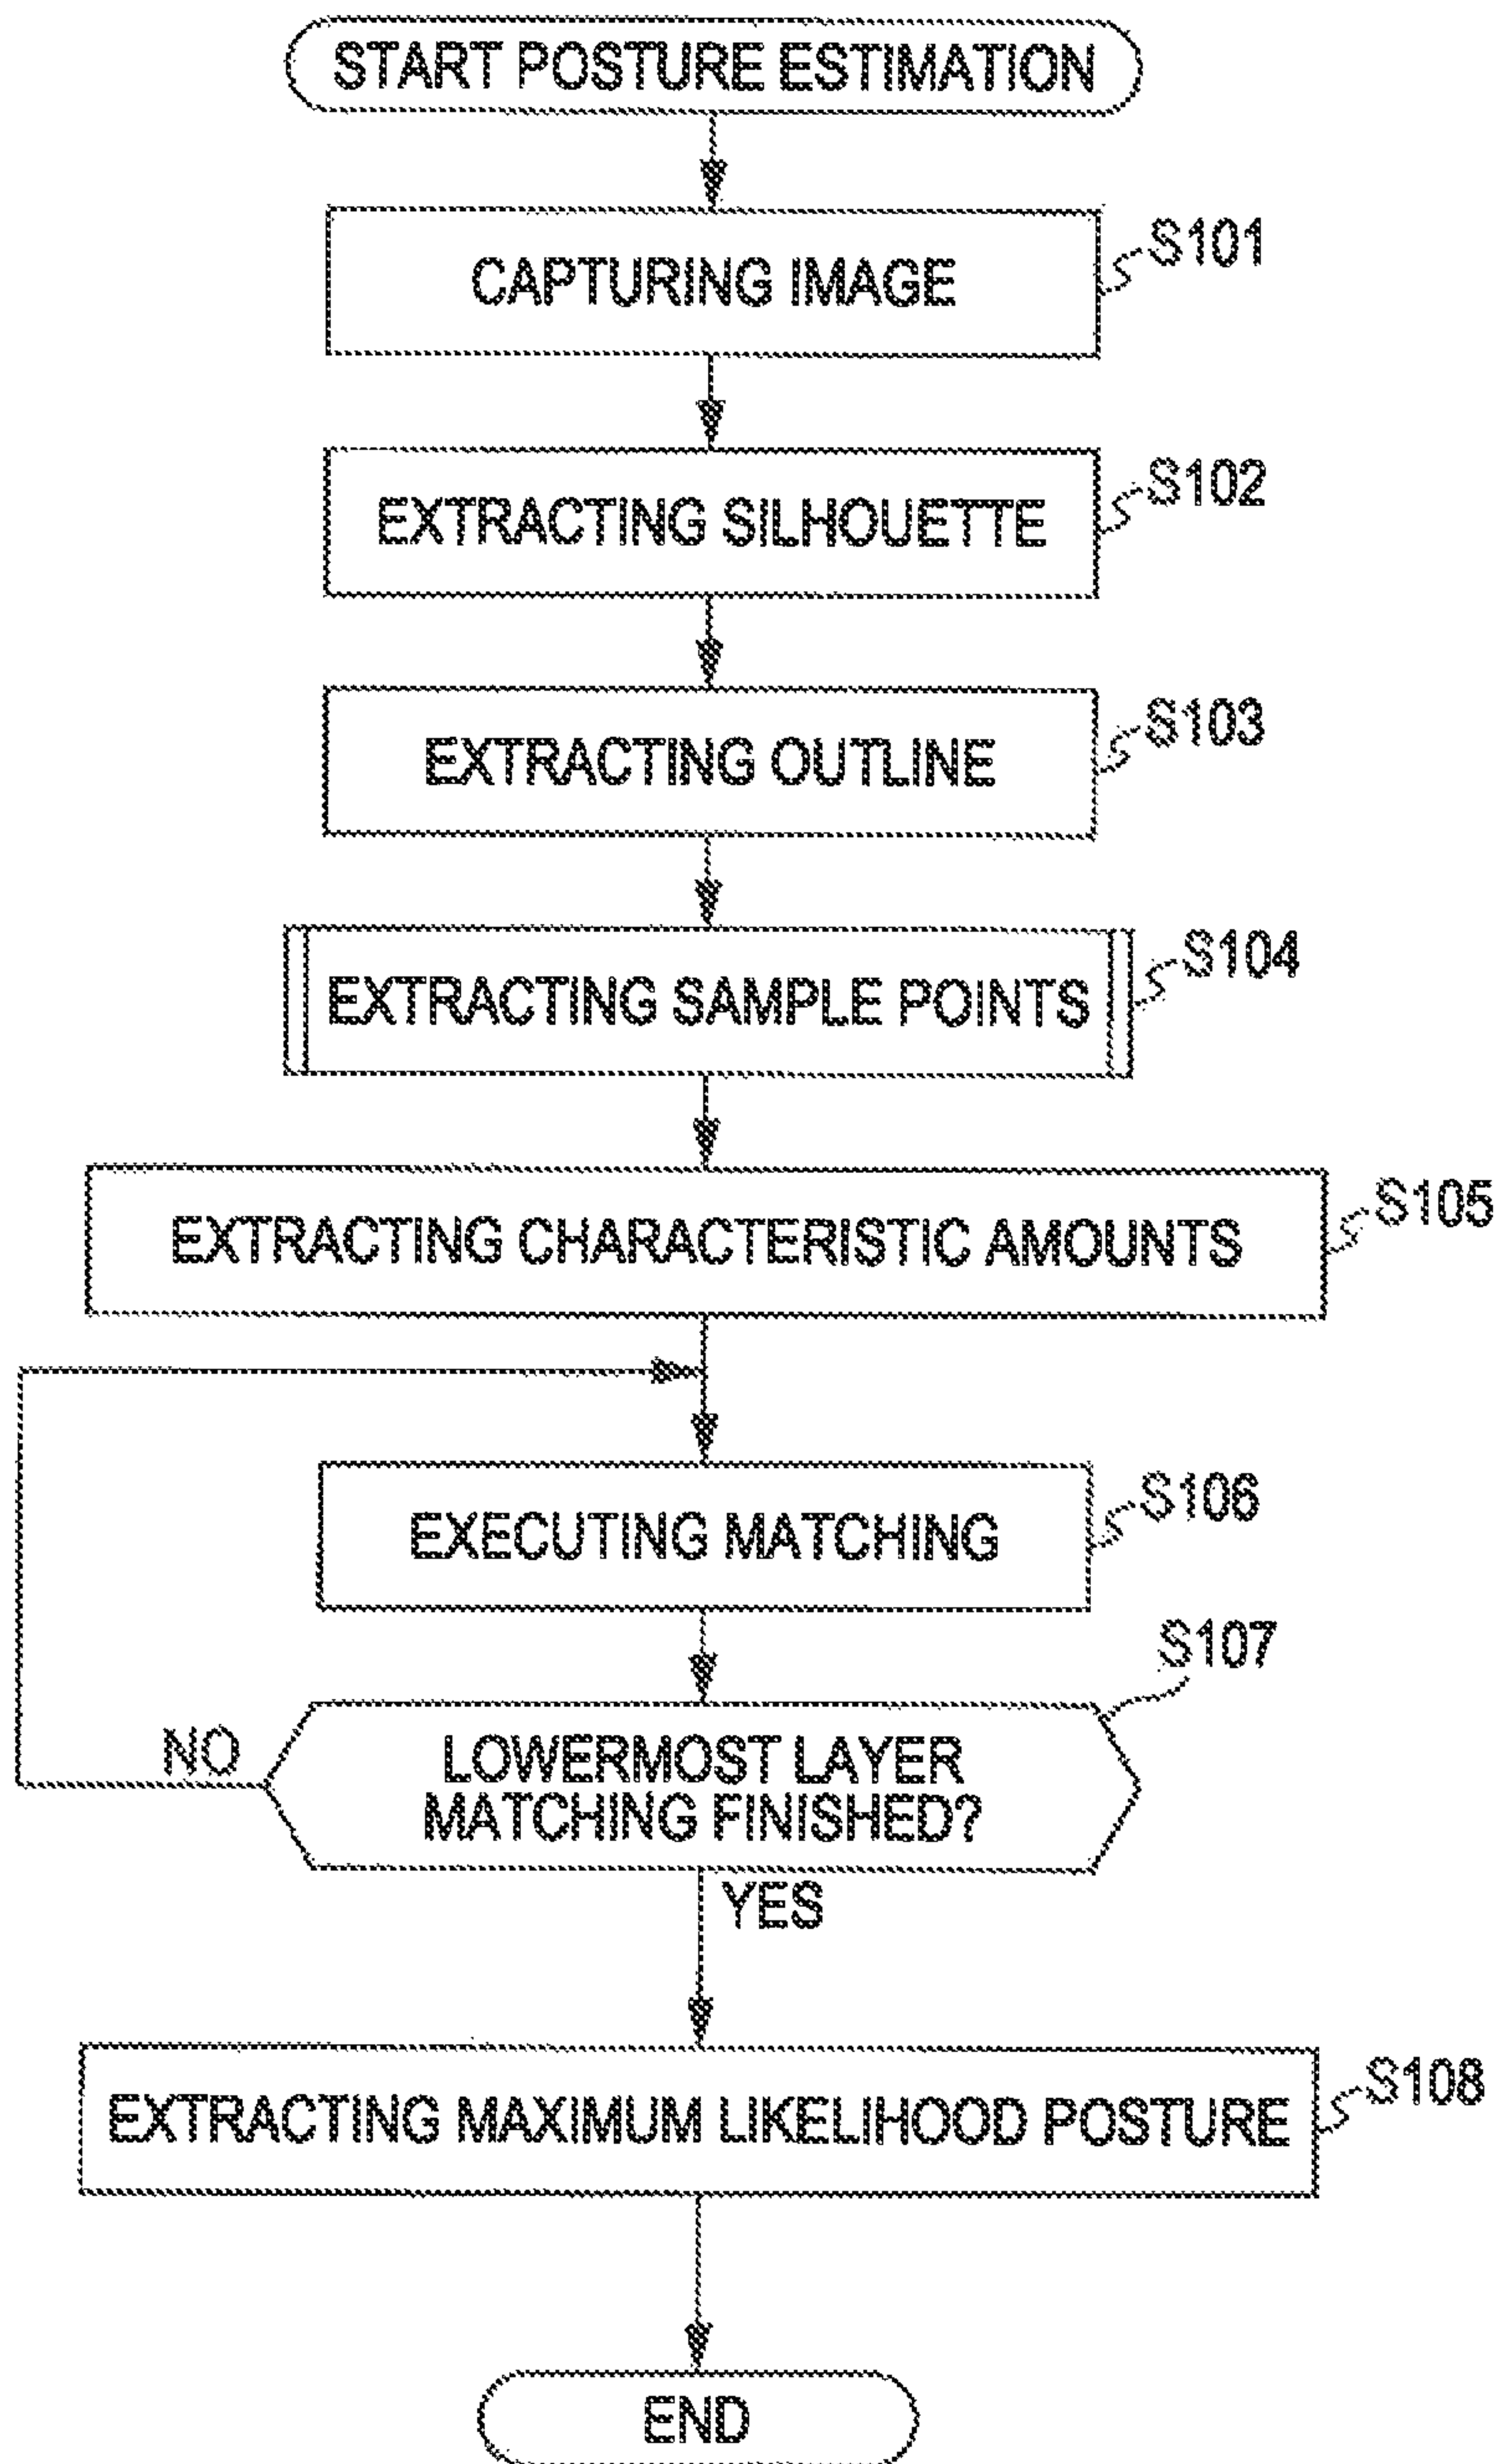 START POSTURE ESTIMATION
CAPTURING IMAGE
S101
EXTRACTING SILHOUETTE
S102
EXTRACTING OUTLINE
S103
EXTRACTING SAMPLE POINTS
S104
EXTRACTING CHARACTERISTIC AMOUNTS
S105
EXECUTING MATCHING
S106
S107
LOWERMOST LAYER
MATCHING FINISHED?
NO
YES
EXTRACTING MAXIMUM LIKELIHOOD POSTURE
S108
END